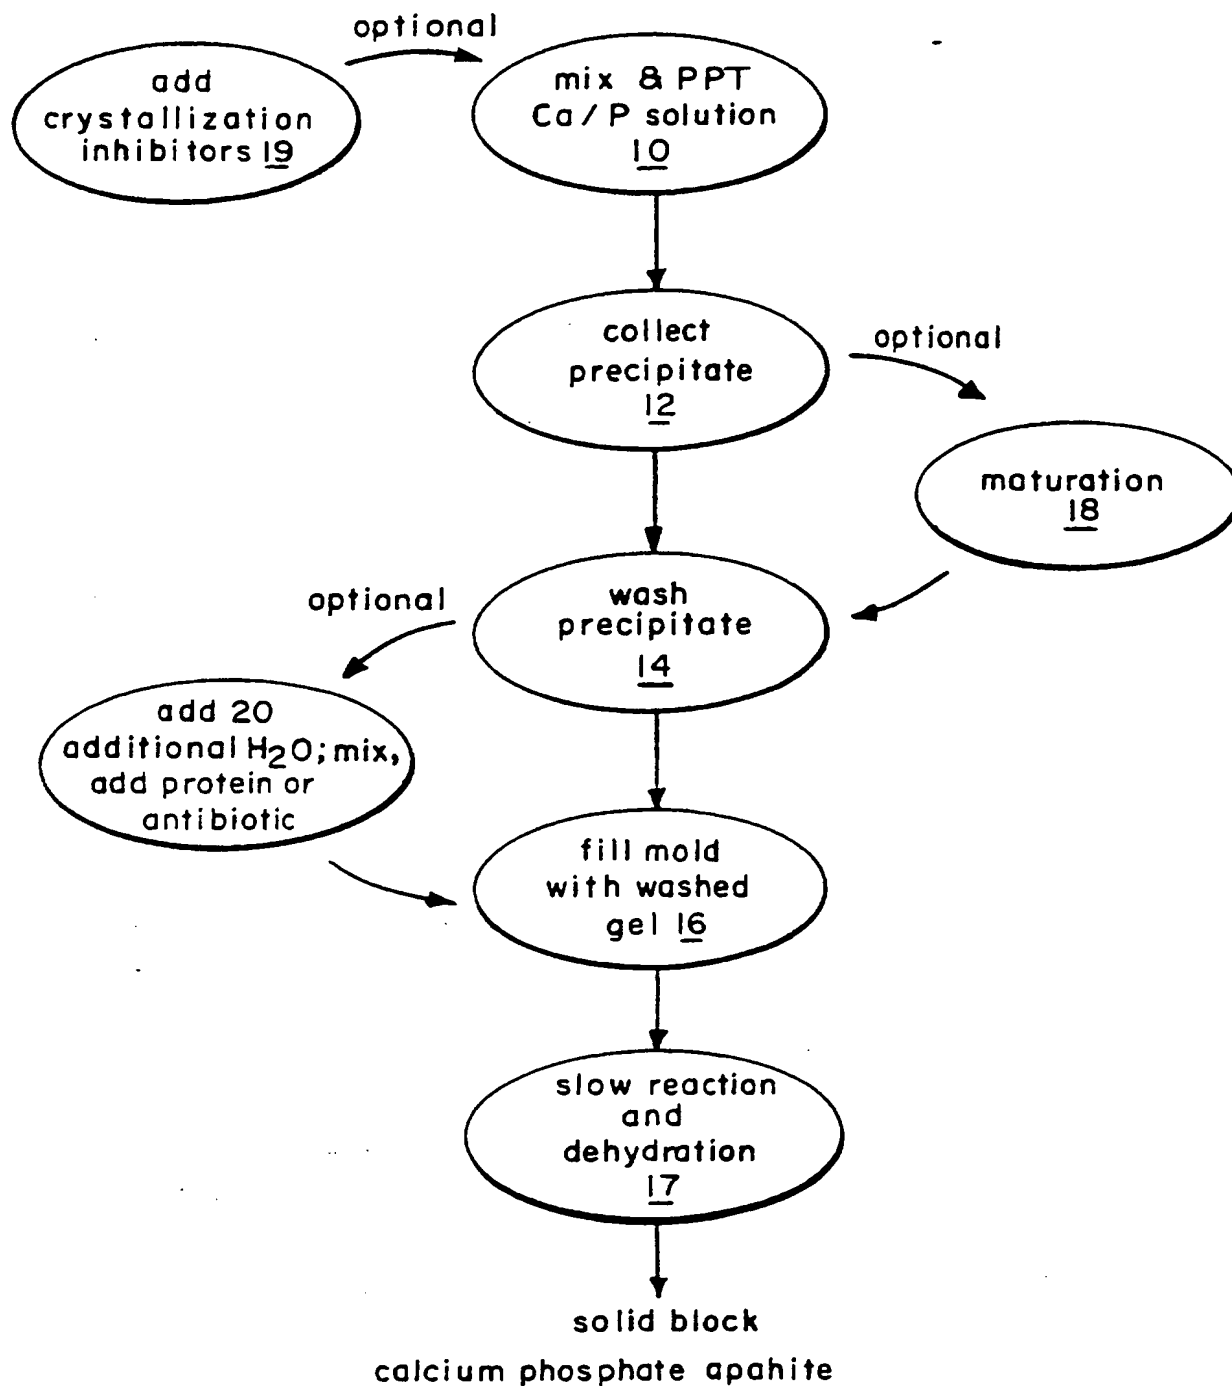 optional
add
crystallization
inhibitors 19
mix & PPT
Ca/P solution
10
collect
precipitate
12
optional
maturation
18
optional
wash
precipitate
14
add 20
additional H₂O; mix,
add protein or
antibiotic
fill mold
with washed
gel 16
slow reaction
and
dehydration
17
solid block
calcium phosphate apahite